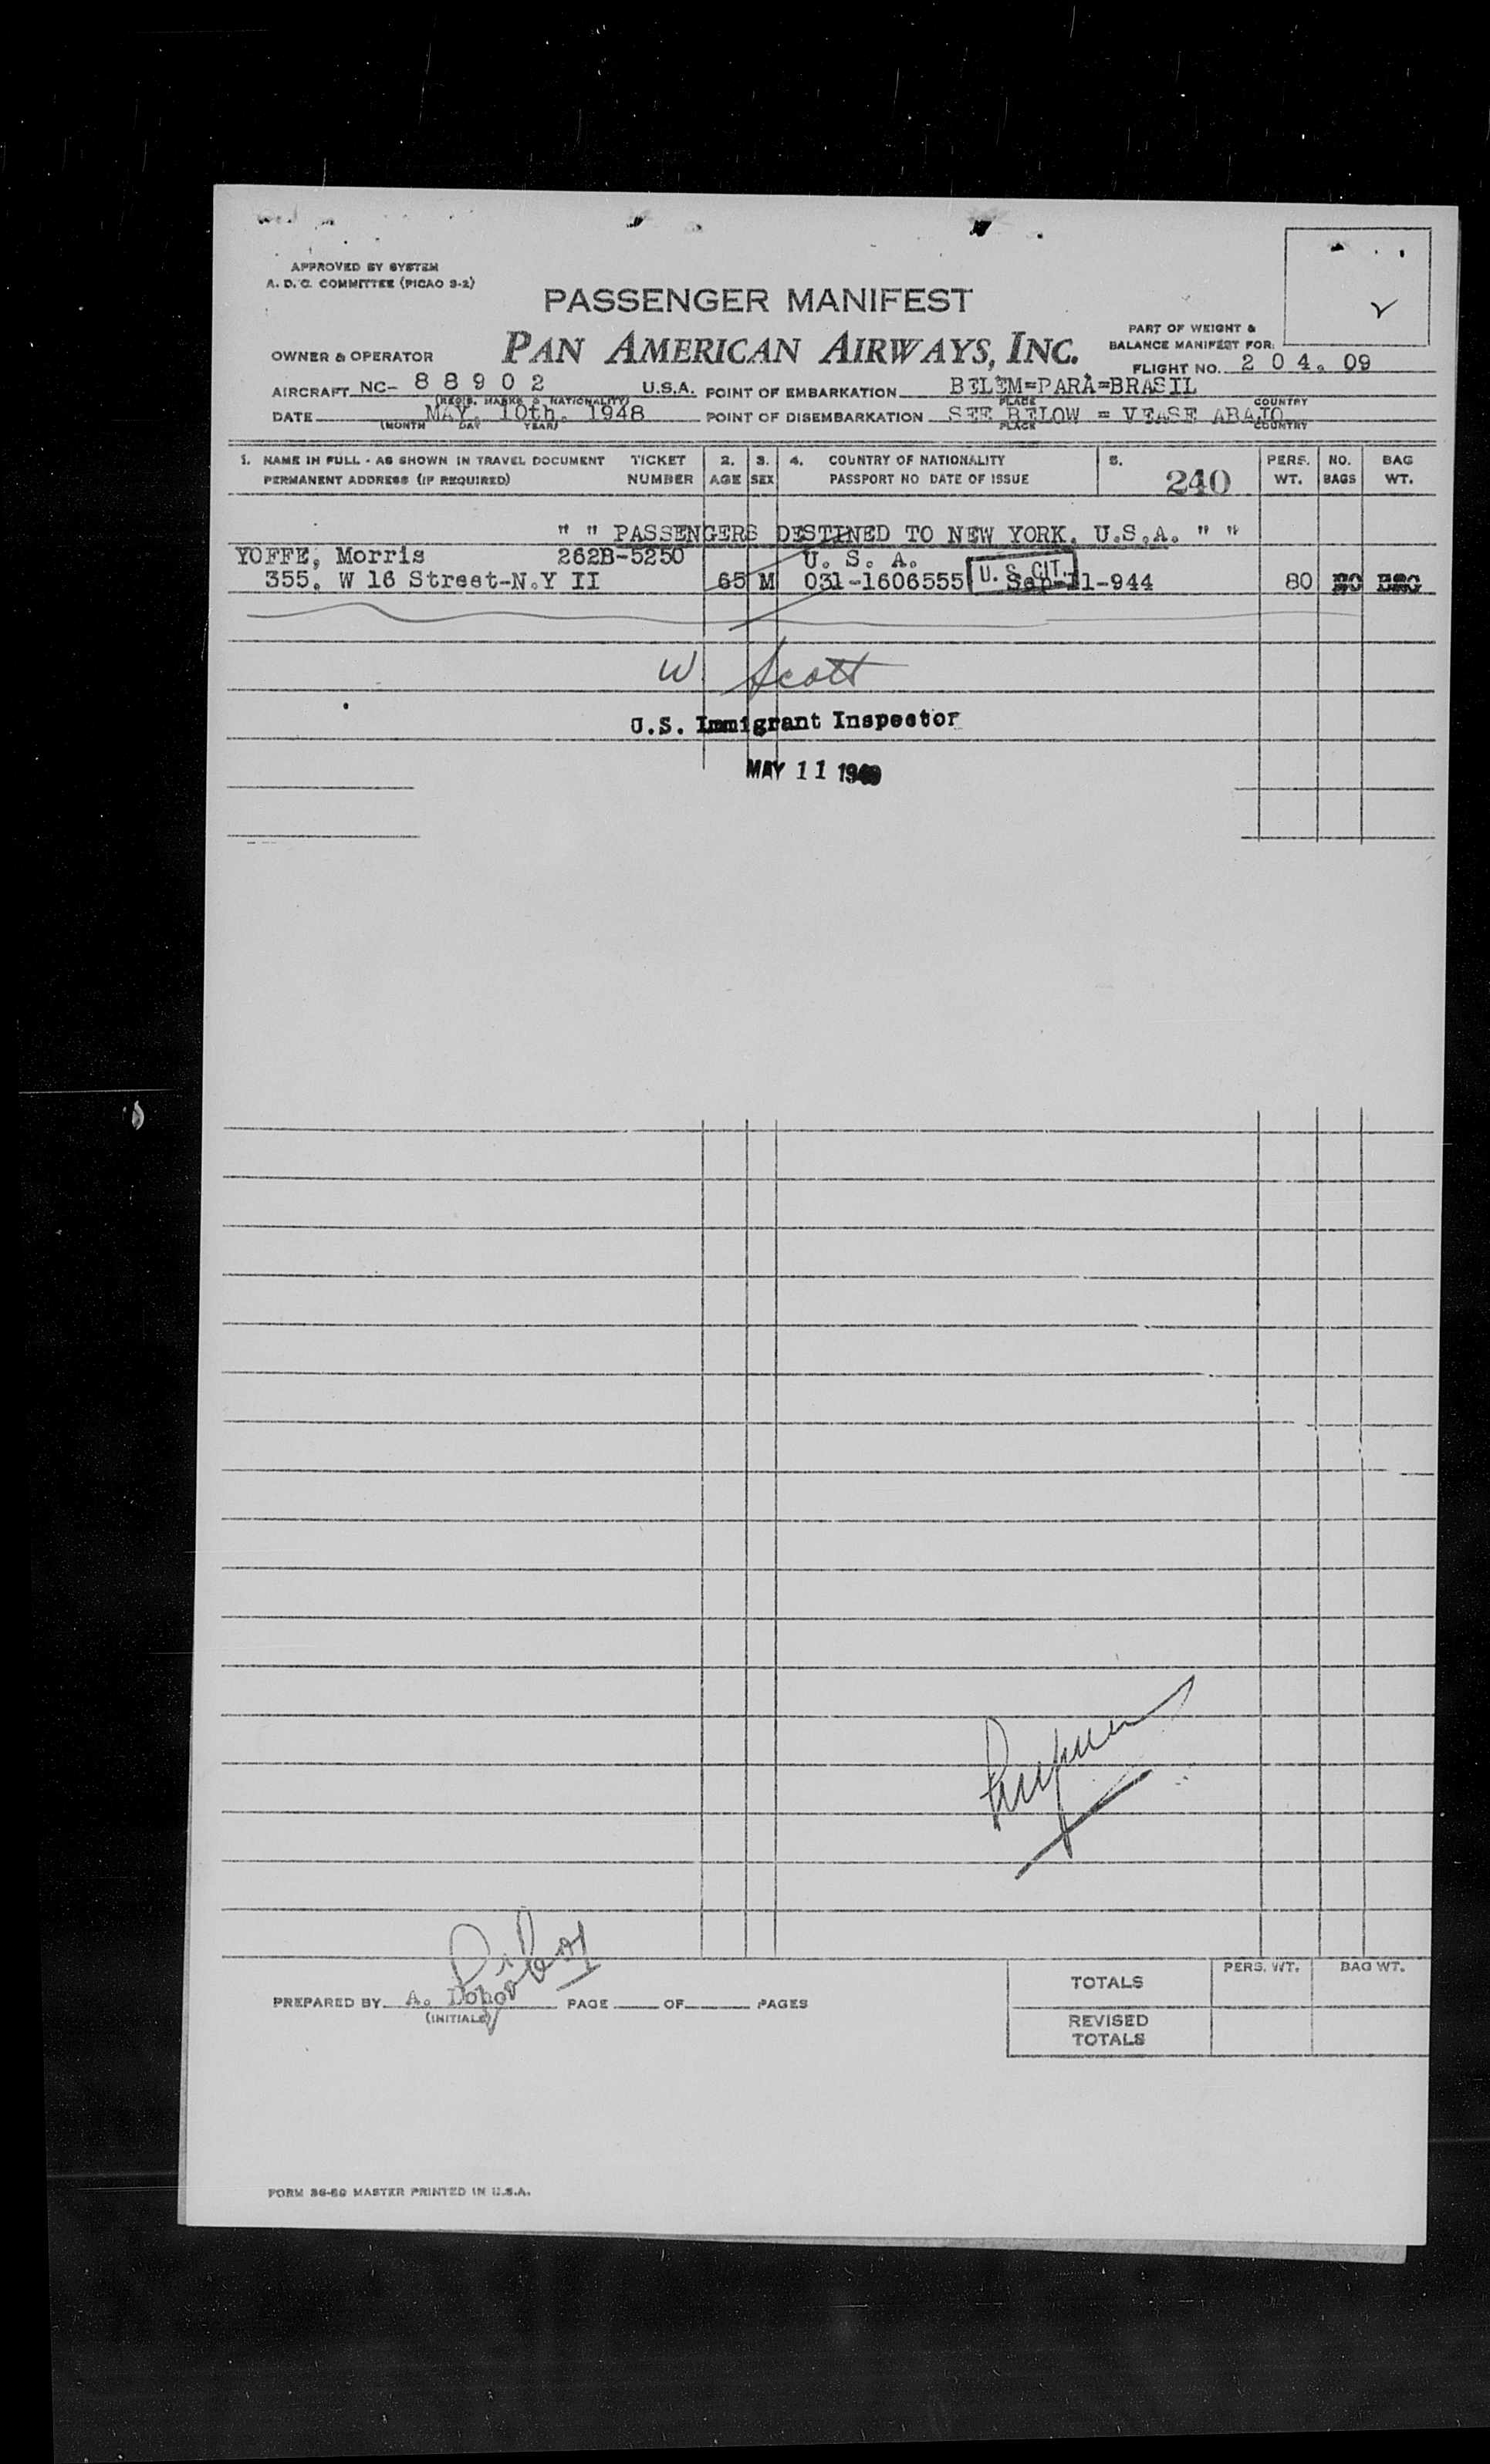 APPROVED BY SYSTEM
A. D. C. COMMITTEE (PICAO 9-2)
PASSENGER MANIFEST
PAN AMERICAN AIRWAYS, INC.
PART OF WEIGHT &
BALANCE MANIFEST FOR:
OWNER & OPERATOR
FLIGHT NO. 2 0 4. 09
AIRCRAFT NC- 8 8 9 0 2 U.S.A. POINT OF EMBARKATION BELEM=PARÁ=BRASIL
(REGIS. MARKS & NATIONALITY) PLACE COUNTRY
DATE MAY. 10th. 1948 POINT OF DISEMBARKATION SEE BELOW = VEASE ABAJO
(MONTH DAY YEAR) PLACE COUNTRY
1. NAME IN FULL - AS SHOWN IN TRAVEL DOCUMENT TICKET 2. 3. 4. COUNTRY OF NATIONALITY 5. PERS. NO. BAG
PERMANENT ADDRESS (IF REQUIRED) NUMBER AGE SEX PASSPORT NO DATE OF ISSUE 240 WT. BAGS WT.
" " PASSENGERS DESTINED TO NEW YORK. U.S.A. " "
YOFFE, Morris 262B-5250 U. S. A.
355. W 16 Street-N.Y II 65 M 031-1606555 U. S. CIT. Sep-11-944 80
W. Scott
U.S. Immigrant Inspector
MAY 11 19
PREPARED BY A. PAGE OF PAGES
(INITIALS)
TOTALS PERS. WT. BAG WT.
REVISED
TOTALS
FORM 36-80 MASTER PRINTED IN U.S.A.